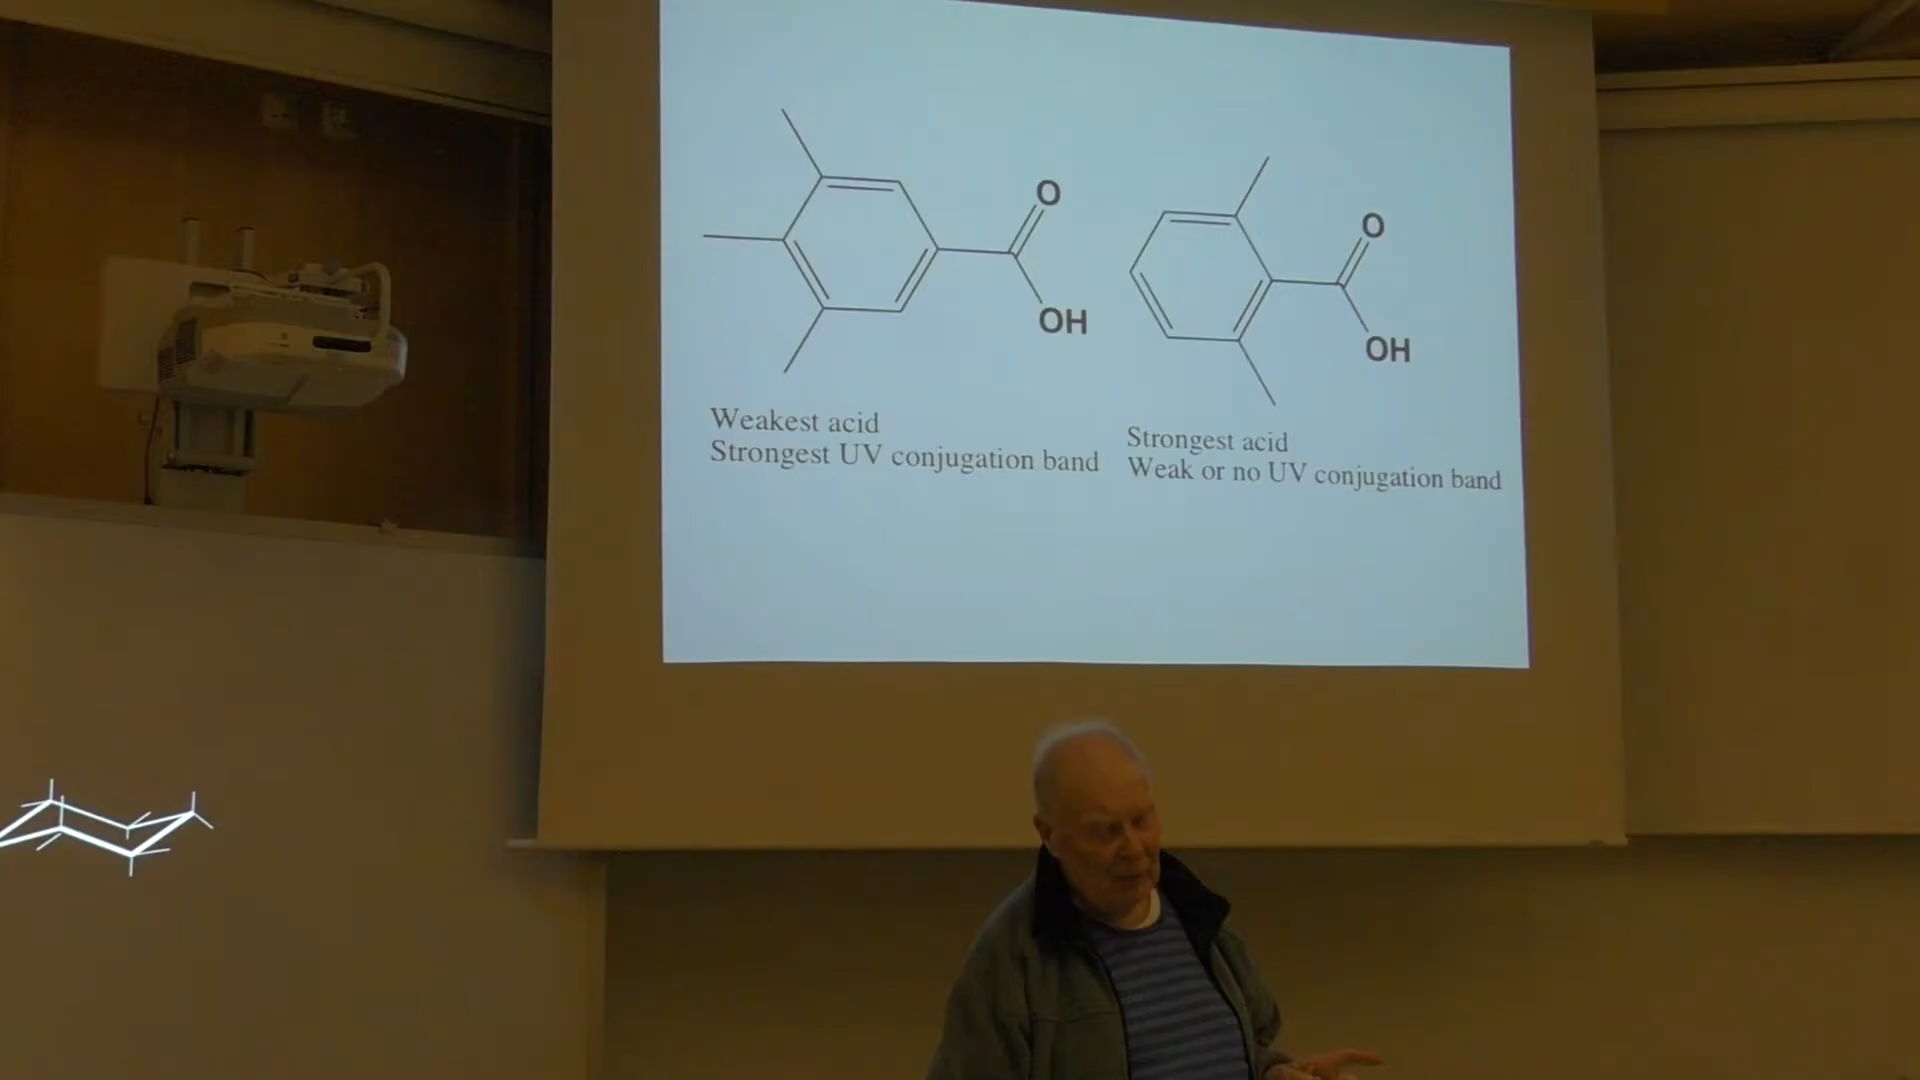 O
OH
Weakest acid
Strongest UV conjugation band
O
OH
Strongest acid
Weak or no UV conjugation band